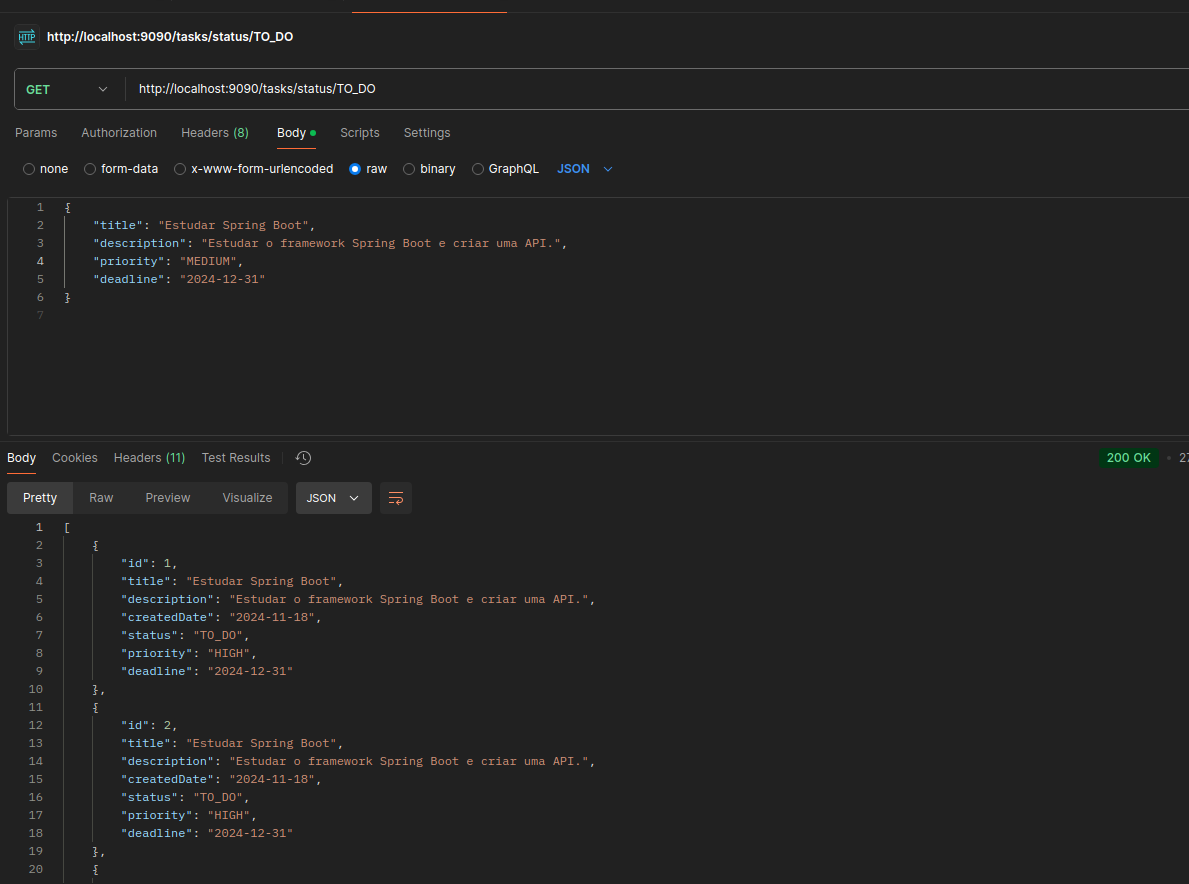 HTTP http://localhost:9090/tasks/status/TO_DO
GET http://localhost:9090/tasks/status/TO_DO
Params Authorization Headers (8) Body Scripts Settings
none form-data x-www-form-urlencoded raw binary GraphQL JSON
1 {
2 "title": "Estudar Spring Boot",
3 "description": "Estudar o framework Spring Boot e criar uma API.",
4 "priority": "MEDIUM",
5 "deadline": "2024-12-31"
6 }
7
Body Cookies Headers (11) Test Results 200 OK
Pretty Raw Preview Visualize JSON
1 [
2 {
3 "id": 1,
4 "title": "Estudar Spring Boot",
5 "description": "Estudar o framework Spring Boot e criar uma API.",
6 "createdDate": "2024-11-18",
7 "status": "TO_DO",
8 "priority": "HIGH",
9 "deadline": "2024-12-31"
10 },
11 {
12 "id": 2,
13 "title": "Estudar Spring Boot",
14 "description": "Estudar o framework Spring Boot e criar uma API.",
15 "createdDate": "2024-11-18",
16 "status": "TO_DO",
17 "priority": "HIGH",
18 "deadline": "2024-12-31"
19 },
20 {